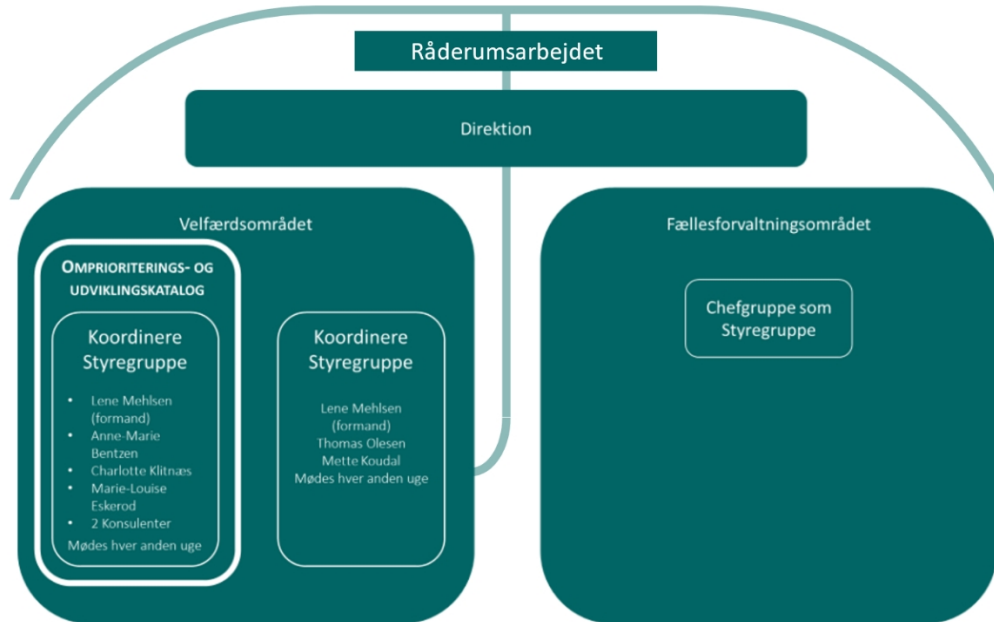 Råderumsarbejdet
Direktion
Velfærdsområdet
OMPRIORITERINGS- OG
UDVIKLINGSKATALOG
Koordinere
Styregruppe
• Lene Mehlsen
(formand)
• Anne-Marie
Bentzen
• Charlotte Klitnæs
• Marie-Louise
Eskerod
• 2 Konsulenter
Mødes hver anden uge
Koordinere
Styregruppe
Lene Mehlsen
(formand)
Thomas Olesen
Mette Koudal
Mødes hver anden uge
Fællesforvaltningsområdet
Chefgruppe som
Styregruppe